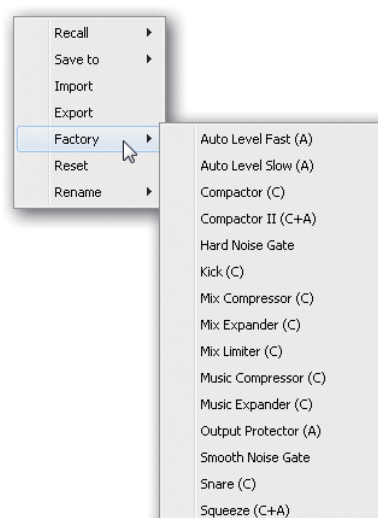 Recall
Save to
Import
Export
Factory
Reset
Rename
Auto Level Fast (A)
Auto Level Slow (A)
Compactor (C)
Compactor II (C+A)
Hard Noise Gate
Kick (C)
Mix Compressor (C)
Mix Expander (C)
Mix Limiter (C)
Music Compressor (C)
Music Expander (C)
Output Protector (A)
Smooth Noise Gate
Snare (C)
Squeeze (C+A)